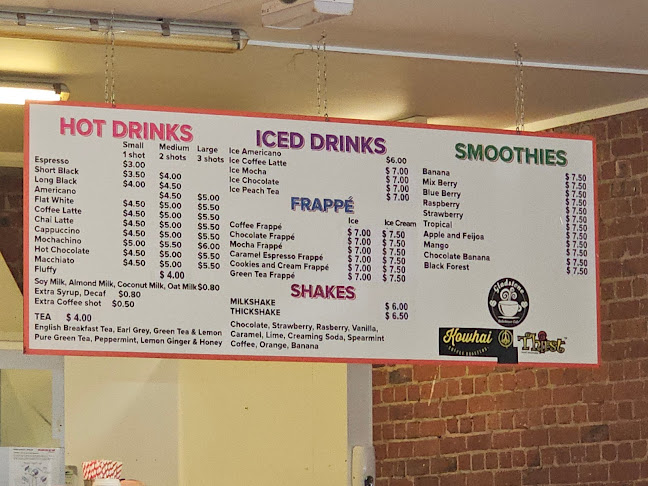 HOT DRINKS
Small Medium Large
1 shot 2 shots 3 shots
Espresso $3.00
Short Black $3.50 $4.00
Long Black $4.00 $4.50
Americano $4.50 $5.00
Flat White $4.50 $5.00 $5.50
Coffee Latte $4.50 $5.00 $5.50
Chai Latte $4.50 $5.00 $5.50
Cappuccino $4.50 $5.00 $5.50
Mochachino $5.00 $5.50 $6.00
Hot Chocolate $4.50 $5.00 $5.50
Macchiato $4.50 $5.00 $5.50
Fluffy $ 4.00
Soy Milk, Almond Milk, Coconut Milk, Oat Milk $0.80
Extra Syrup, Decaf $0.80
Extra Coffee shot $0.50
TEA $ 4.00
English Breakfast Tea, Earl Grey, Green Tea & Lemon
Pure Green Tea, Peppermint, Lemon Ginger & Honey
ICED DRINKS
Ice Americano $6.00
Ice Coffee Latte $ 7.00
Ice Mocha $ 7.00
Ice Chocolate $ 7.00
Ice Peach Tea $ 7.00
FRAPPÉ
Ice Ice Cream
Coffee Frappé $ 7.00 $ 7.50
Chocolate Frappé $ 7.00 $ 7.50
Mocha Frappé $ 7.00 $ 7.50
Caramel Espresso Frappé $ 7.00 $ 7.50
Cookies and Cream Frappé $ 7.00 $ 7.50
Green Tea Frappé $ 7.00 $ 7.50
SHAKES
MILKSHAKE $ 6.00
THICKSHAKE $ 6.50
Chocolate, Strawberry, Rasberry, Vanilla,
Caramel, Lime, Creaming Soda, Spearmint
Coffee, Orange, Banana
SMOOTHIES
Banana $ 7.50
Mix Berry $ 7.50
Blue Berry $ 7.50
Raspberry $ 7.50
Strawberry $ 7.50
Tropical $ 7.50
Apple and Feijoa $ 7.50
Mango $ 7.50
Chocolate Banana $ 7.50
Black Forest $ 7.50
Gladstone
Kowhai
COFFEE ROASTERS
Thirst